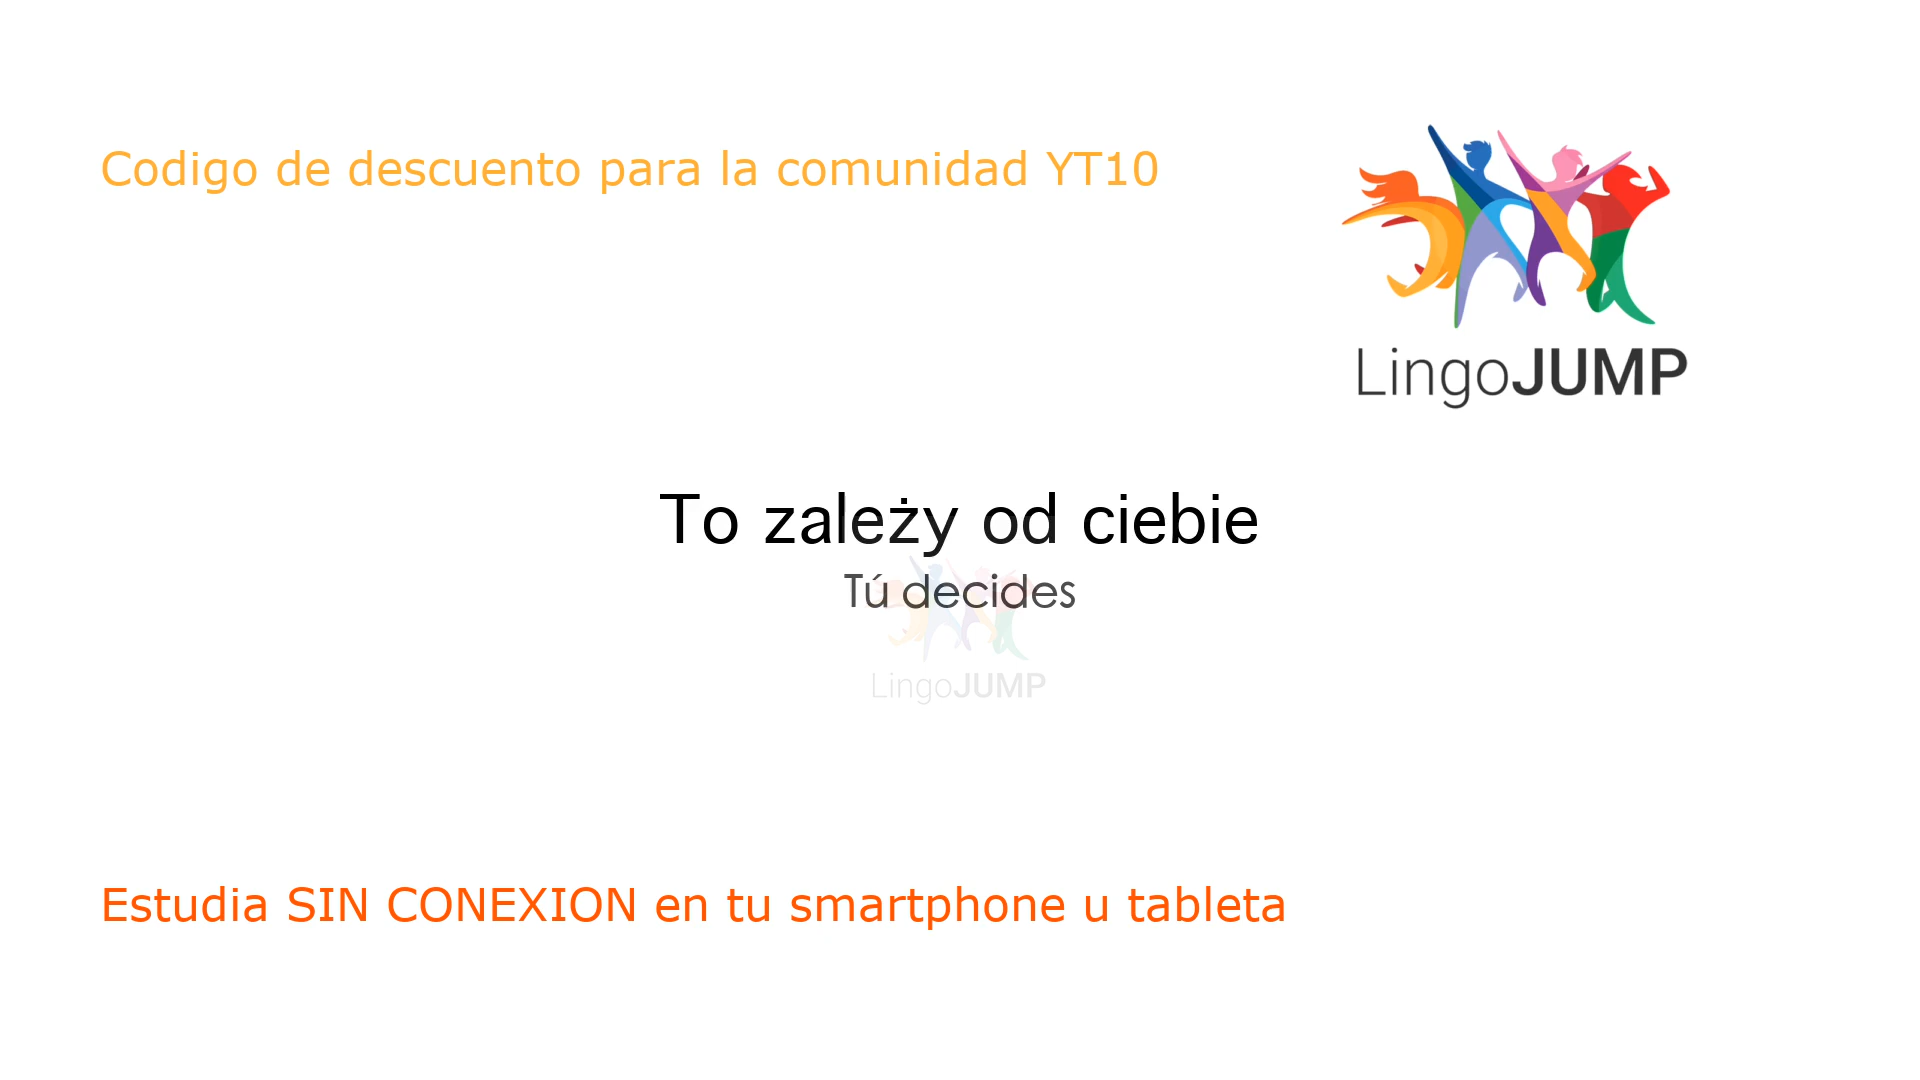 Codigo de descuento para la comunidad YT10
LingoJUMP
To zależy od ciebie
Tú decides
LingoJUMP
Estudia SIN CONEXION en tu smartphone u tableta